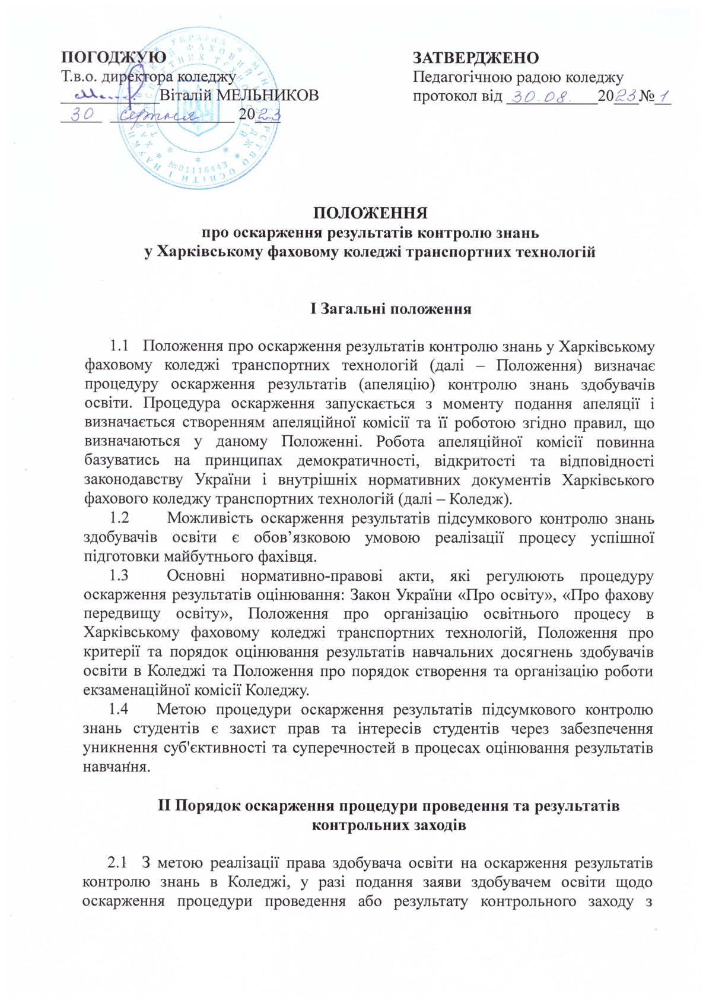 ПОГОДЖУЮ
Т.в.о. директора коледжу
Віталій МЕЛЬНИКОВ
30 серпня 2023
ЗАТВЕРДЖЕНО
Педагогічною радою коледжу
протокол від 30.08. 2023 № 1
УКРАЇНА * МІНІСТЕРСТВО ОСВІТИ І НАУКИ
ХАРКІВСЬКИЙ ФАХОВИЙ КОЛЕДЖ
ТРАНСПОРТНИХ ТЕХНОЛОГІЙ
№01116443
ПОЛОЖЕННЯ
про оскарження результатів контролю знань
у Харківському фаховому коледжі транспортних технологій
І Загальні положення
1.1 Положення про оскарження результатів контролю знань у Харківському
фаховому коледжі транспортних технологій (далі – Положення) визначає
процедуру оскарження результатів (апеляцію) контролю знань здобувачів
освіти. Процедура оскарження запускається з моменту подання апеляції і
визначається створенням апеляційної комісії та її роботою згідно правил, що
визначаються у даному Положенні. Робота апеляційної комісії повинна
базуватись на принципах демократичності, відкритості та відповідності
законодавству України і внутрішніх нормативних документів Харківського
фахового коледжу транспортних технологій (далі – Коледж).
1.2 Можливість оскарження результатів підсумкового контролю знань
здобувачів освіти є обов’язковою умовою реалізації процесу успішної
підготовки майбутнього фахівця.
1.3 Основні нормативно-правові акти, які регулюють процедуру
оскарження результатів оцінювання: Закон України «Про освіту», «Про фахову
передвищу освіту», Положення про організацію освітнього процесу в
Харківському фаховому коледжі транспортних технологій, Положення про
критерії та порядок оцінювання результатів навчальних досягнень здобувачів
освіти в Коледжі та Положення про порядок створення та організацію роботи
екзаменаційної комісії Коледжу.
1.4 Метою процедури оскарження результатів підсумкового контролю
знань студентів є захист прав та інтересів студентів через забезпечення
уникнення суб'єктивності та суперечностей в процесах оцінювання результатів
навчання.
ІІ Порядок оскарження процедури проведення та результатів
контрольних заходів
2.1 З метою реалізації права здобувача освіти на оскарження результатів
контролю знань в Коледжі, у разі подання заяви здобувачем освіти щодо
оскарження процедури проведення або результату контрольного заходу з